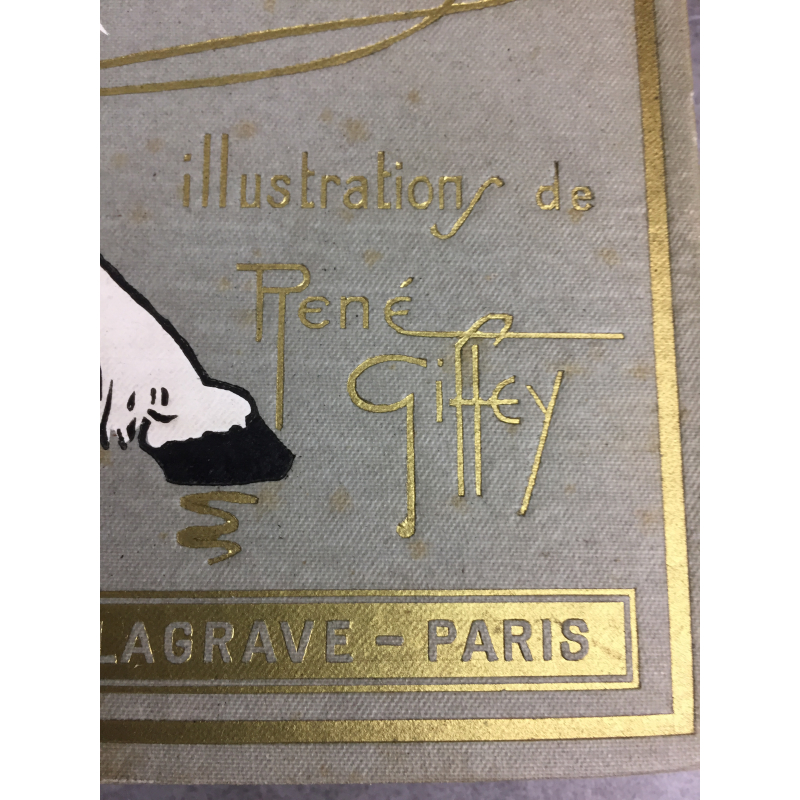 illustrations de
René
Giffey
LAGRAVE – PARIS